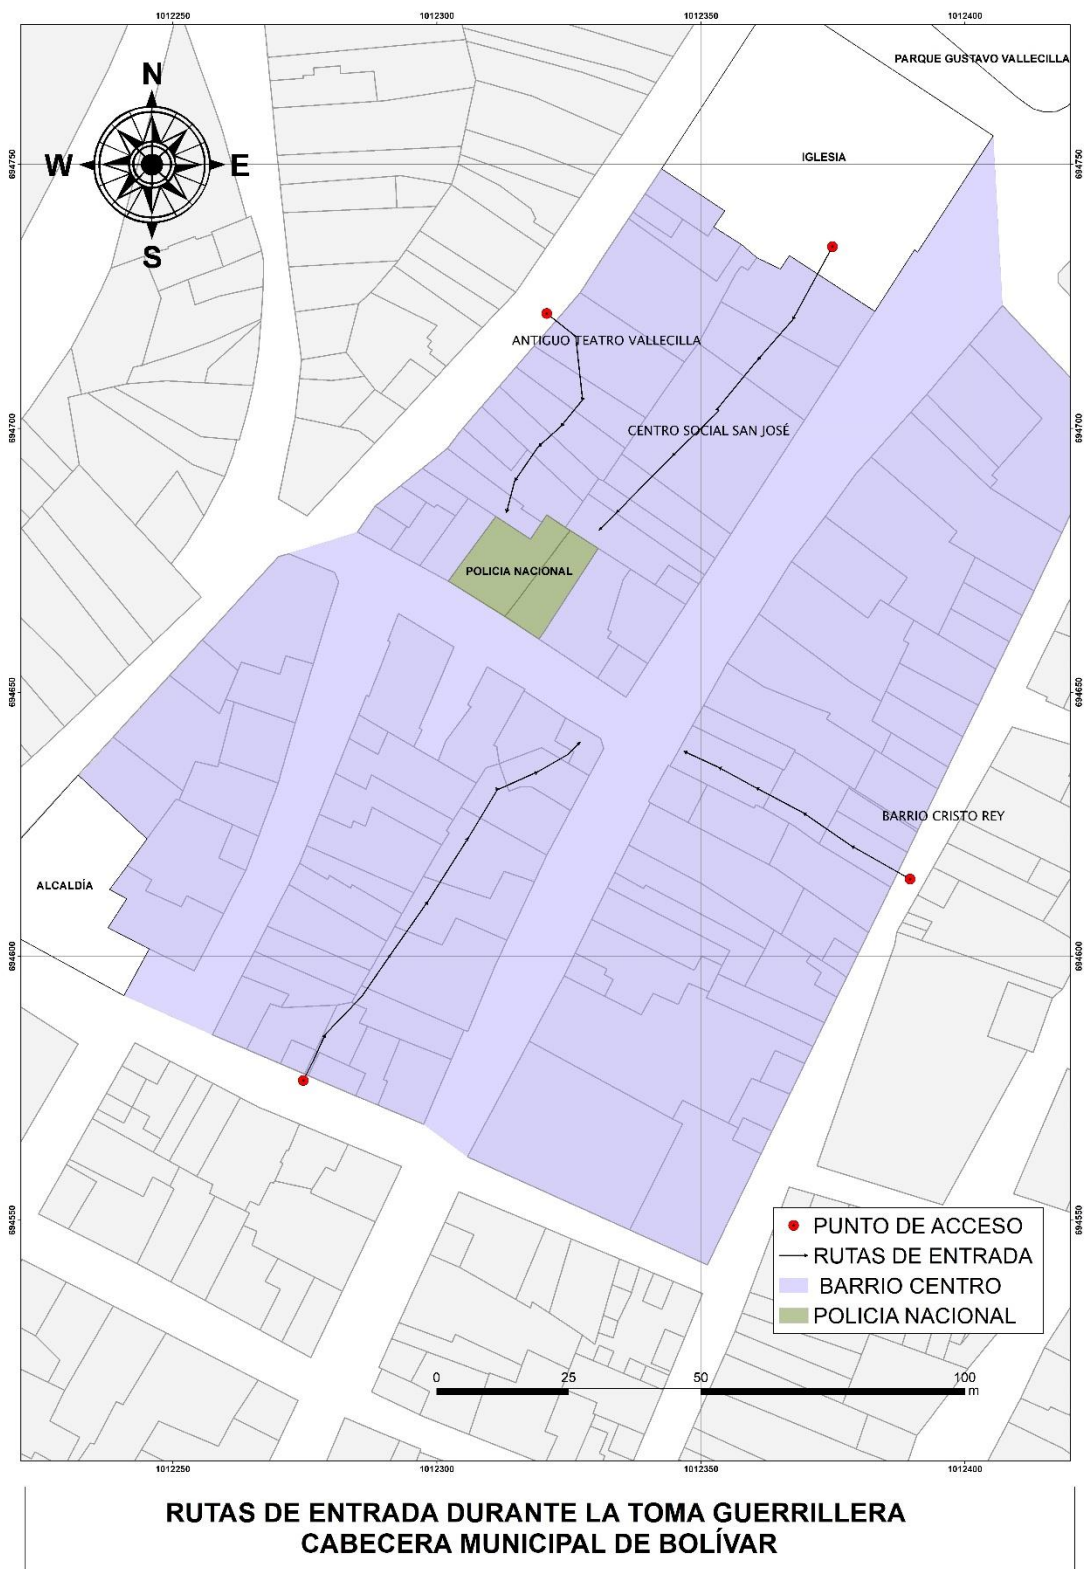 1012250
1012300
1012350
1012400
PARQUE GUSTAVO VALLECILLA
N
W
E
S
694750
IGLESIA
694750
ANTIGUO TEATRO VALLECILLA
694700
CENTRO SOCIAL SAN JOSÉ
694700
POLICIA NACIONAL
694650
694650
BARRIO CRISTO REY
ALCALDÍA
694600
694600
694550
694550
PUNTO DE ACCESO
RUTAS DE ENTRADA
BARRIO CENTRO
POLICIA NACIONAL
0
25
50
100
m
1012250
1012300
1012350
1012400
RUTAS DE ENTRADA DURANTE LA TOMA GUERRILLERA
CABECERA MUNICIPAL DE BOLÍVAR